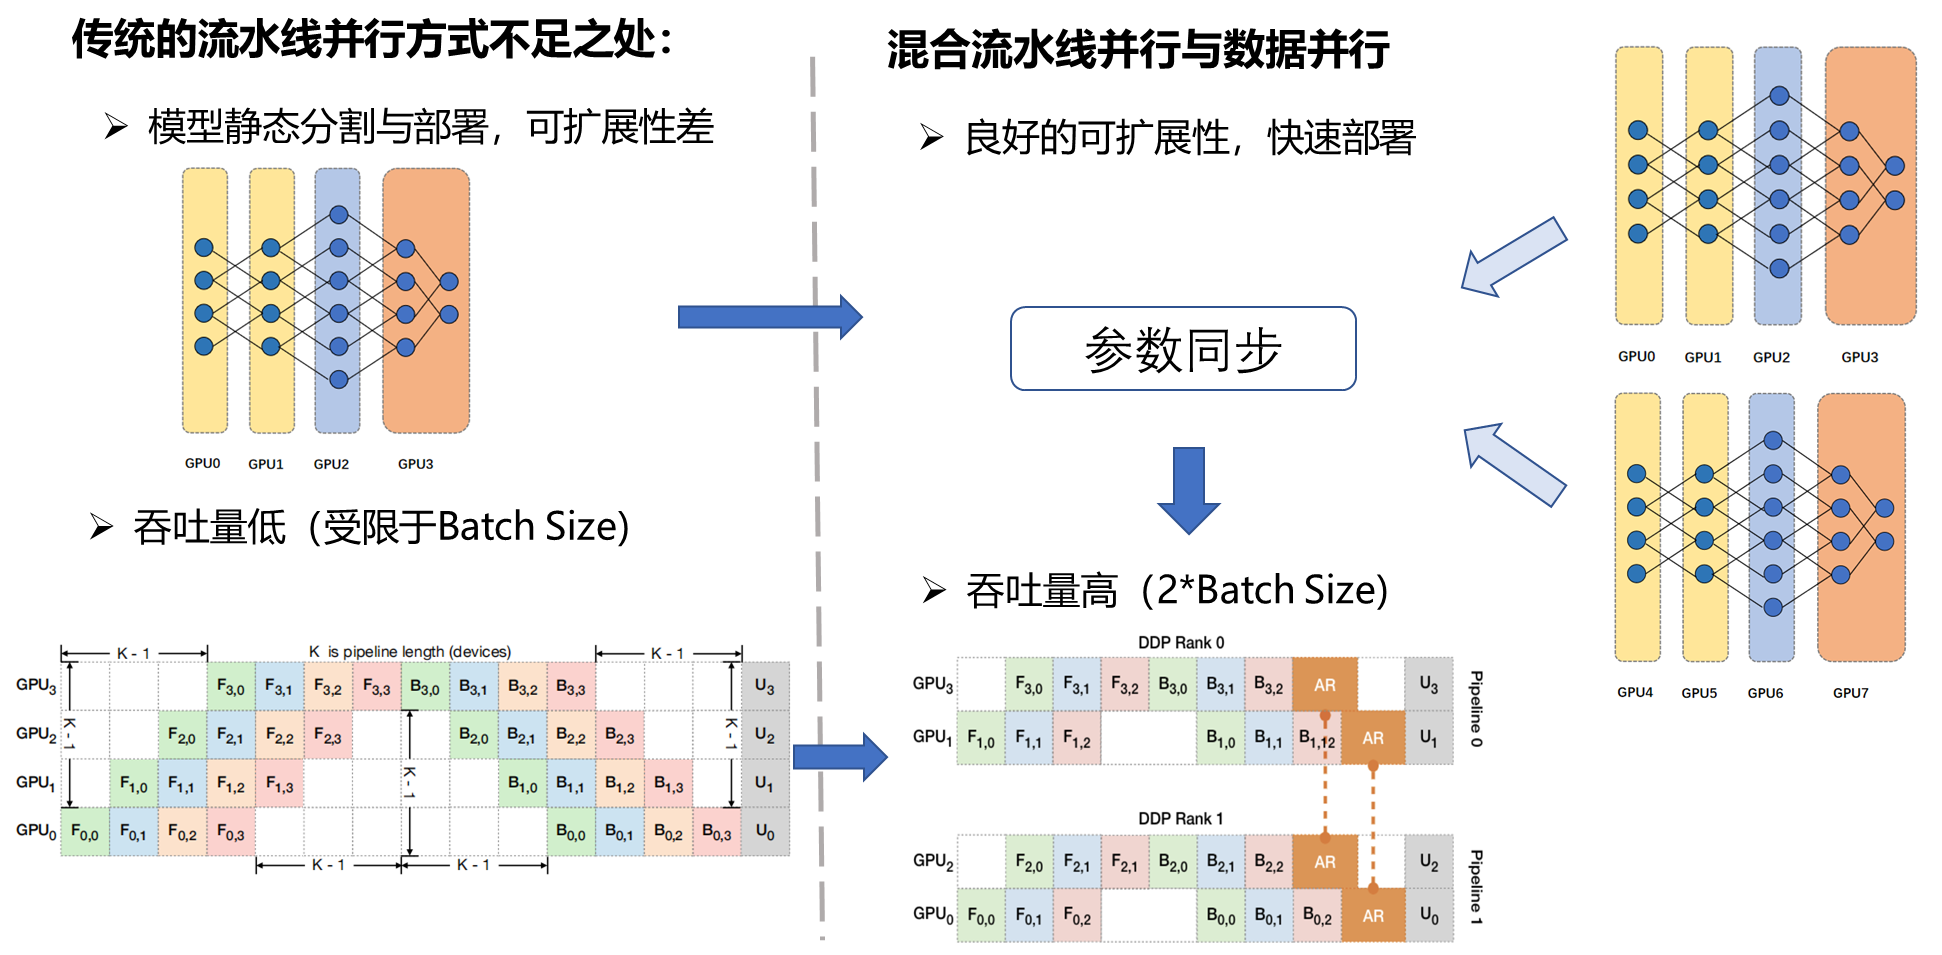 传统的流水线并行方式不足之处：
➢ 模型静态分割与部署，可扩展性差
GPU0 GPU1 GPU2 GPU3
➢ 吞吐量低（受限于Batch Size）
K - 1 K is pipeline length (devices) K - 1
GPU3 F3,0 F3,1 F3,2 F3,3 B3,0 B3,1 B3,2 B3,3 U3
K - 1 K - 1 K - 1
GPU2 F2,0 F2,1 F2,2 F2,3 B2,0 B2,1 B2,2 B2,3 U2
GPU1 F1,0 F1,1 F1,2 F1,3 B1,0 B1,1 B1,2 B1,3 U1
GPU0 F0,0 F0,1 F0,2 F0,3 B0,0 B0,1 B0,2 B0,3 U0
K - 1 K - 1
混合流水线并行与数据并行
➢ 良好的可扩展性，快速部署
GPU0 GPU1 GPU2 GPU3
参数同步
GPU4 GPU5 GPU6 GPU7
➢ 吞吐量高（2*Batch Size）
DDP Rank 0
GPU3 F3,0 F3,1 F3,2 B3,0 B3,1 B3,2 AR U3
GPU1 F1,0 F1,1 F1,2 B1,0 B1,1 B1,12 AR U1
Pipeline 0
DDP Rank 1
GPU2 F2,0 F2,1 F2,1 B2,0 B2,1 B2,2 AR U2
GPU0 F0,0 F0,1 F0,2 B0,0 B0,1 B0,2 AR U0
Pipeline 1